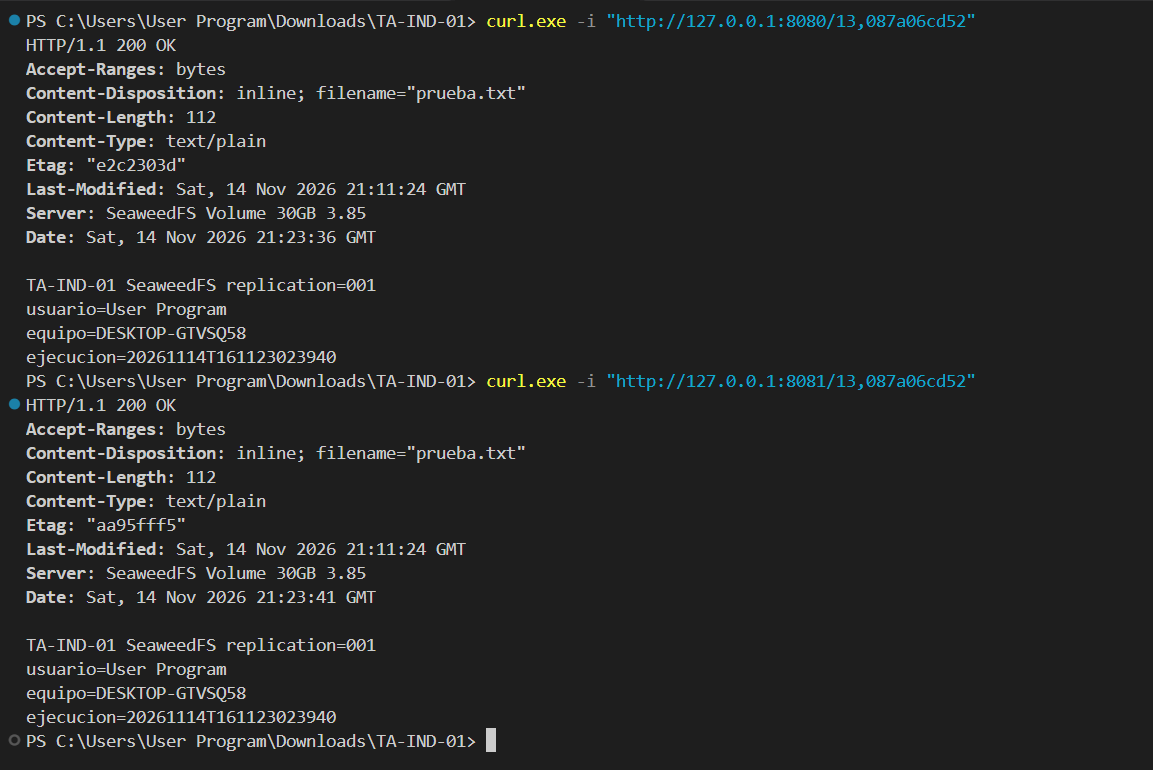 PS C:\Users\User Program\Downloads\TA-IND-01> curl.exe -i "http://127.0.0.1:8080/13,087a06cd52"
HTTP/1.1 200 OK
Accept-Ranges: bytes
Content-Disposition: inline; filename="prueba.txt"
Content-Length: 112
Content-Type: text/plain
Etag: "e2c2303d"
Last-Modified: Sat, 14 Nov 2026 21:11:24 GMT
Server: SeaweedFS Volume 30GB 3.85
Date: Sat, 14 Nov 2026 21:23:36 GMT

TA-IND-01 SeaweedFS replication=001
usuario=User Program
equipo=DESKTOP-GTVSQ58
ejecucion=20261114T161123023940
PS C:\Users\User Program\Downloads\TA-IND-01> curl.exe -i "http://127.0.0.1:8081/13,087a06cd52"
HTTP/1.1 200 OK
Accept-Ranges: bytes
Content-Disposition: inline; filename="prueba.txt"
Content-Length: 112
Content-Type: text/plain
Etag: "aa95fff5"
Last-Modified: Sat, 14 Nov 2026 21:11:24 GMT
Server: SeaweedFS Volume 30GB 3.85
Date: Sat, 14 Nov 2026 21:23:41 GMT

TA-IND-01 SeaweedFS replication=001
usuario=User Program
equipo=DESKTOP-GTVSQ58
ejecucion=20261114T161123023940
PS C:\Users\User Program\Downloads\TA-IND-01>